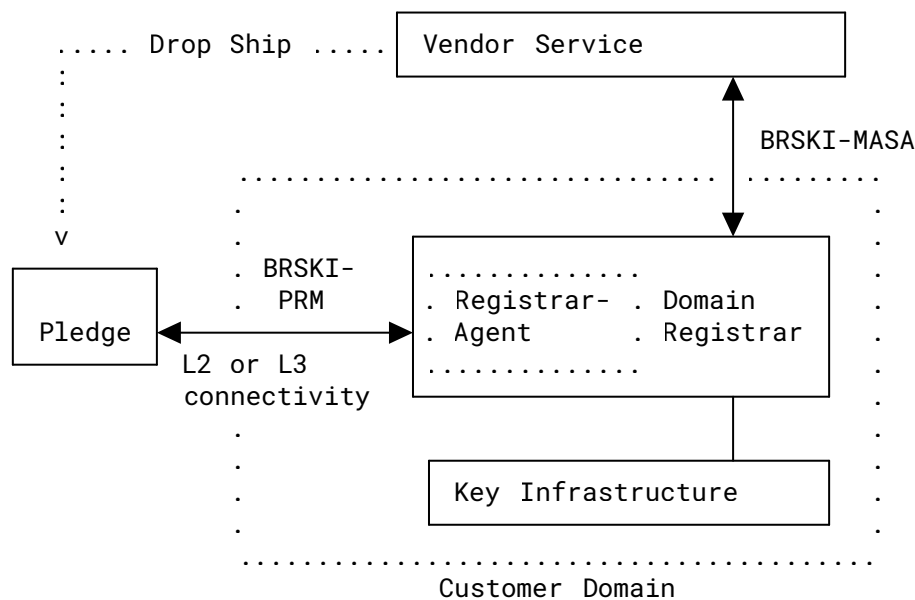 Drop Ship
Vendor Service
BRSKI-MASA
BRSKI-
PRM
Registrar-
Agent
Domain
Registrar
Pledge
L2 or L3
connectivity
Key Infrastructure
Customer Domain